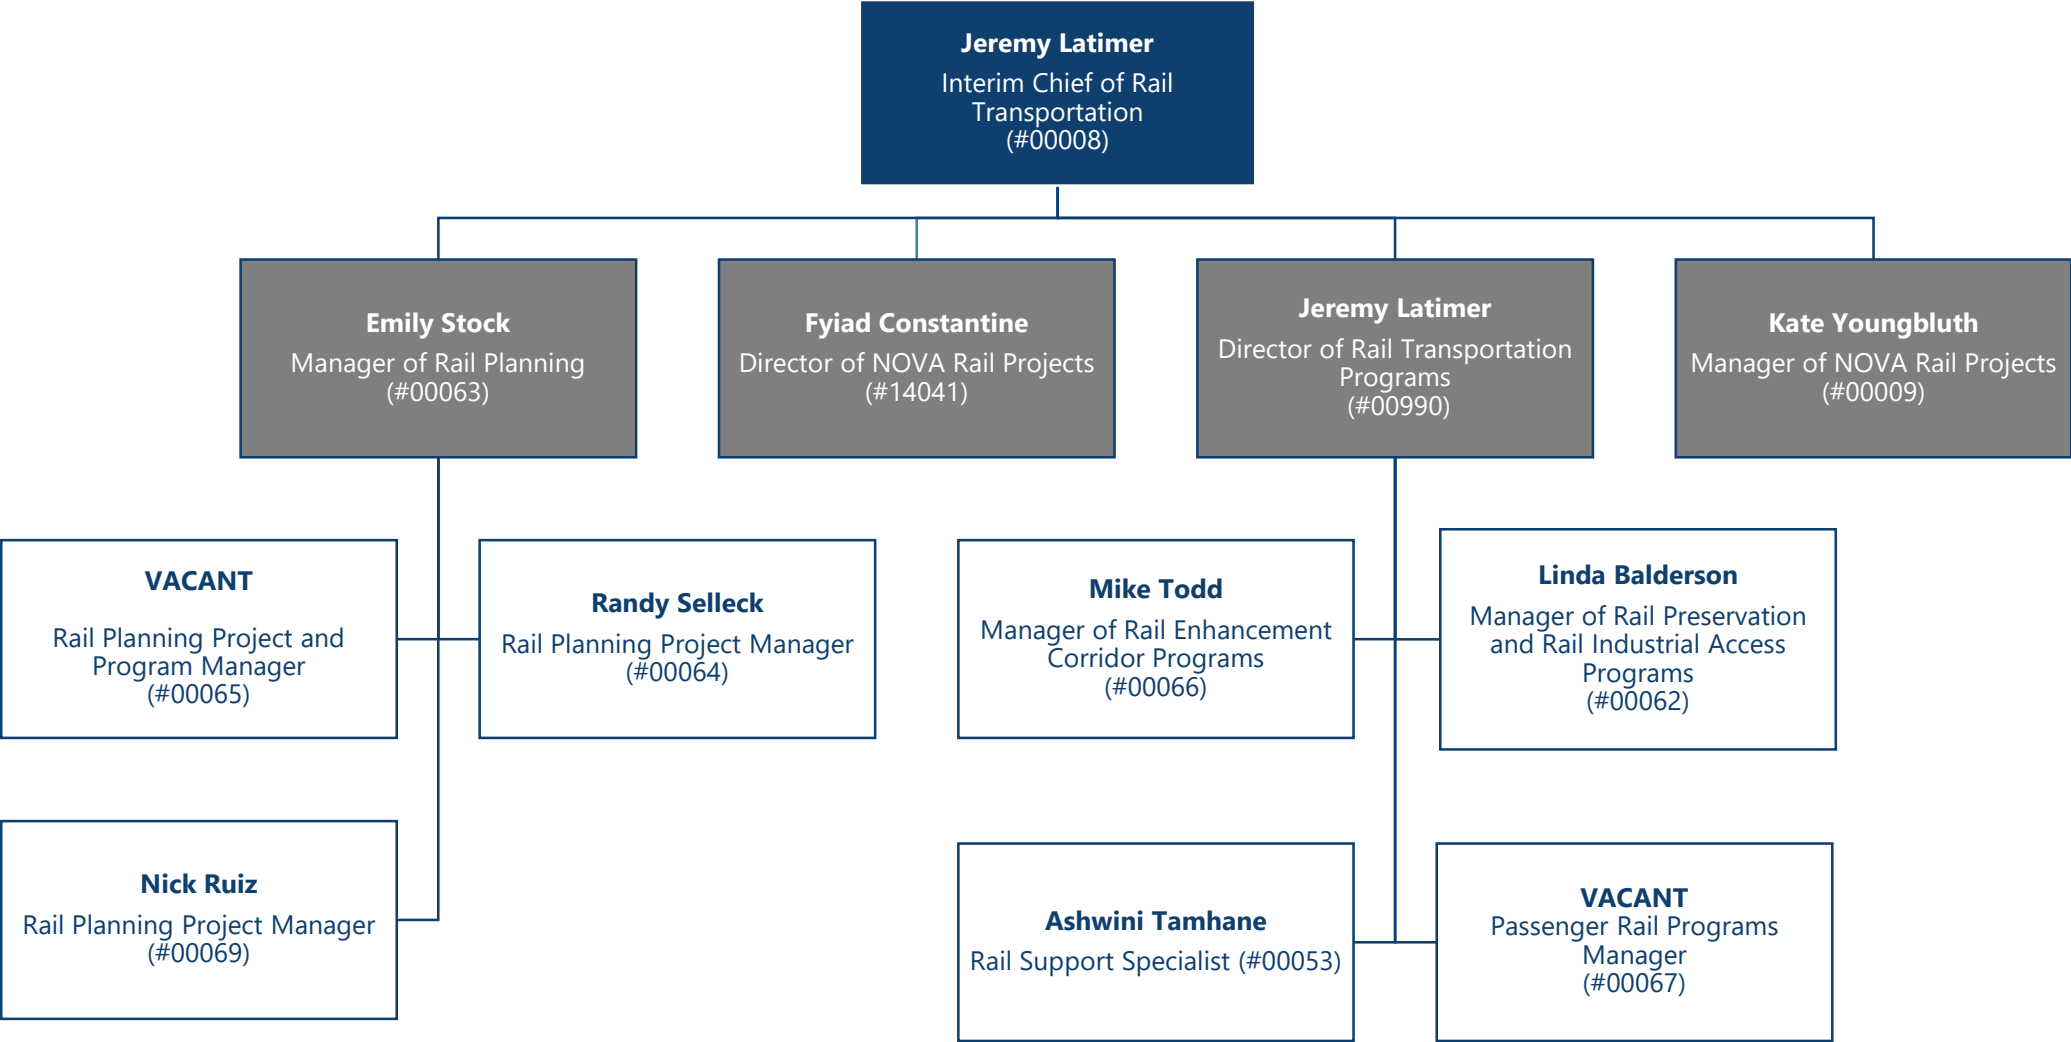 Jeremy Latimer
Interim Chief of Rail
Transportation
(#00008)
Emily Stock
Manager of Rail Planning
(#00063)
Fyiad Constantine
Director of NOVA Rail Projects
(#14041)
Jeremy Latimer
Director of Rail Transportation
Programs
(#00990)
Kate Youngbluth
Manager of NOVA Rail Projects
(#00009)
VACANT
Rail Planning Project and
Program Manager
(#00065)
Randy Selleck
Rail Planning Project Manager
(#00064)
Mike Todd
Manager of Rail Enhancement
Corridor Programs
(#00066)
Linda Balderson
Manager of Rail Preservation
and Rail Industrial Access
Programs
(#00062)
Nick Ruiz
Rail Planning Project Manager
(#00069)
Ashwini Tamhane
Rail Support Specialist (#00053)
VACANT
Passenger Rail Programs
Manager
(#00067)